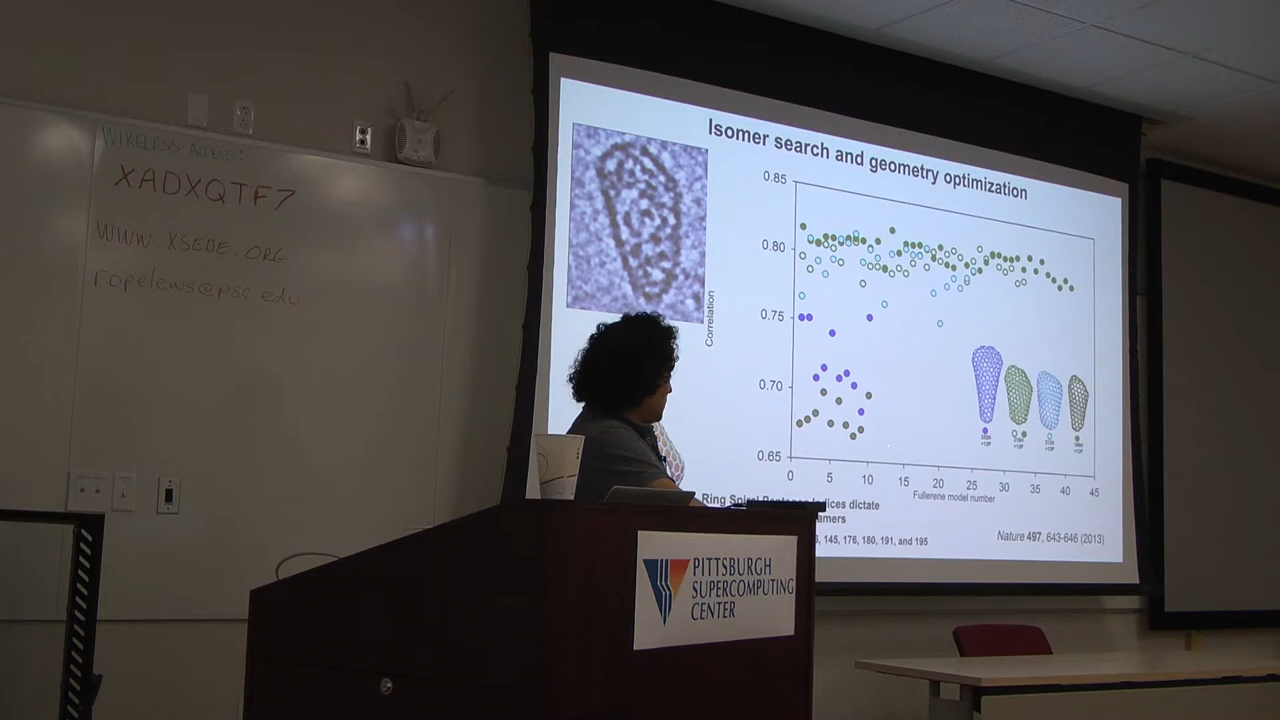 WIRELESS ACCESS:
XADXQTF7
WWW.XSEDE.ORG
ropelews@psc.edu
Isomer search and geometry optimization
0.85
0.80
0.75
0.70
0.65
Correlation
0 5 10 15 20 25 30 35 40 45
Fullerene model number
Ring Spiral Pentagon Indices dictate
145, 176, 180, 191, and 195
Nature 497, 643-646 (2013)
PITTSBURGH
SUPERCOMPUTING
CENTER